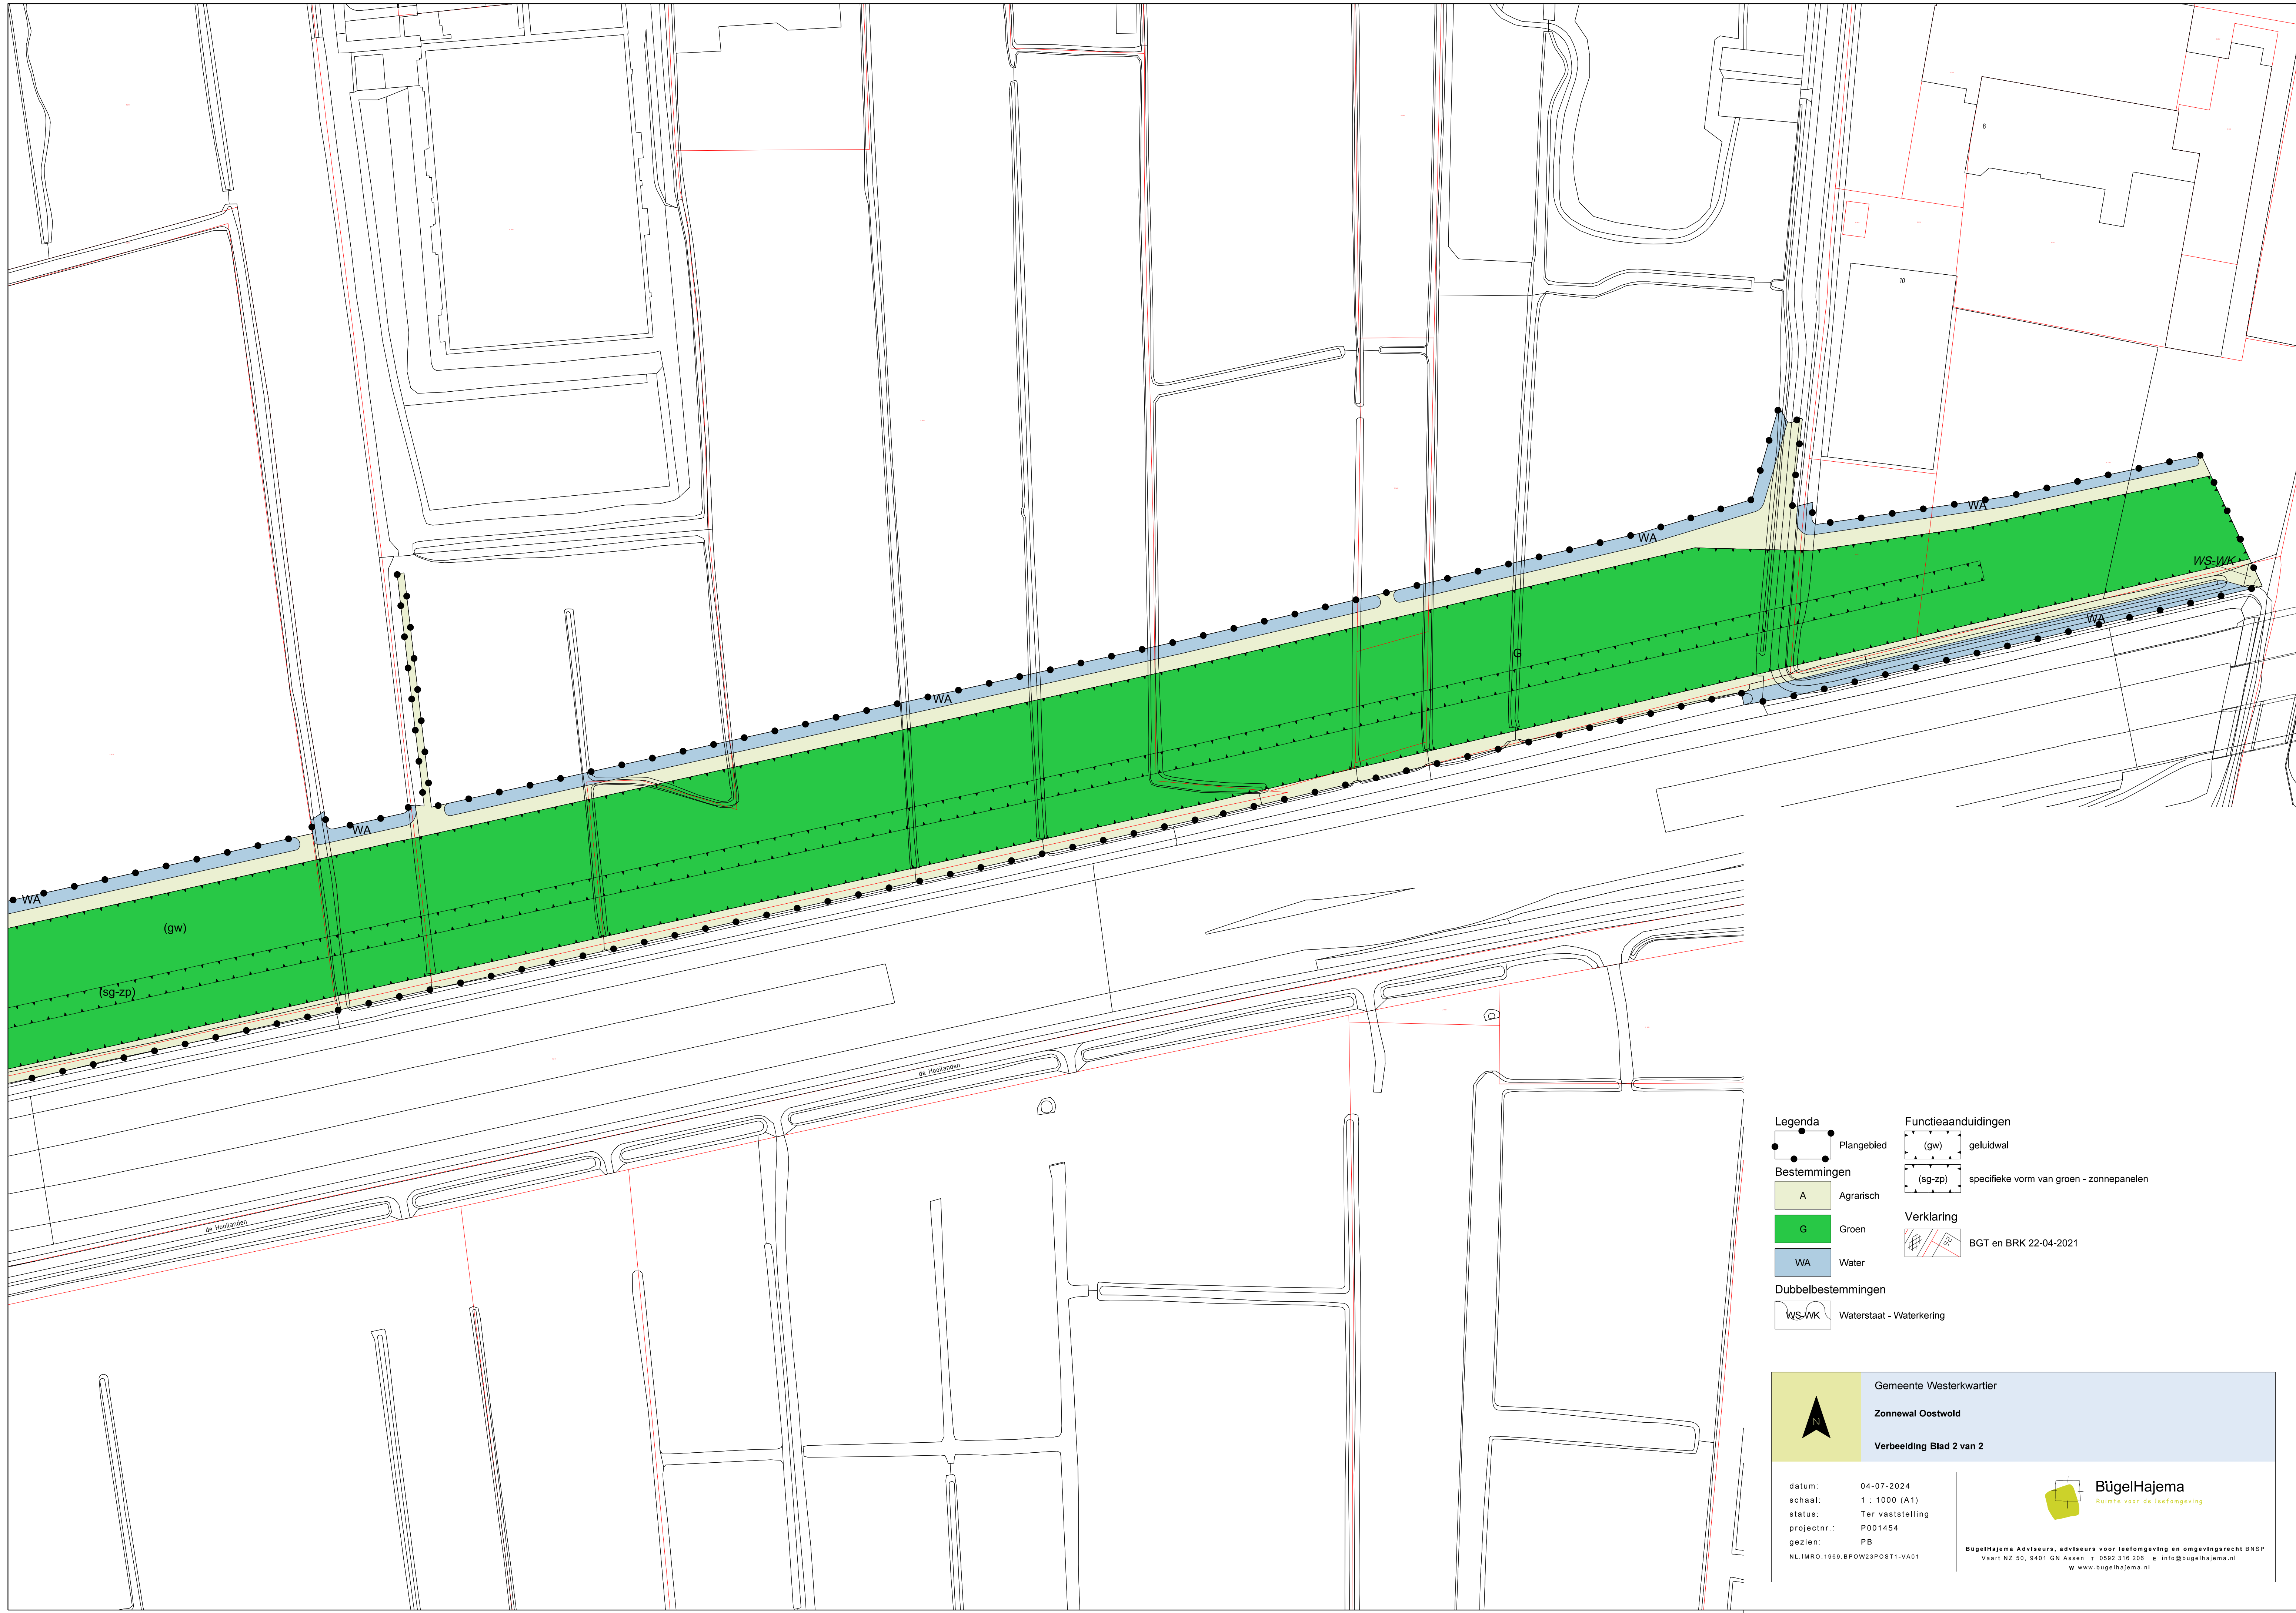 8
10
WA
WA
WS-WK
WA
G
WA
WA
WA
(gw)
(sg-zp)
de Hooilanden
de Hooilanden
Legenda
Plangebied
Bestemmingen
A Agrarisch
G Groen
WA Water
Dubbelbestemmingen
WS-WK Waterstaat - Waterkering
Functieaanduidingen
(gw) geluidwal
(sg-zp) specifieke vorm van groen - zonnepanelen
Verklaring
BGT en BRK 22-04-2021
N
Gemeente Westerkwartier
Zonnewal Oostwold
Verbeelding Blad 2 van 2
datum: 04-07-2024
schaal: 1 : 1000 (A1)
status: Ter vaststelling
projectnr.: P001454
gezien: PB
NL.IMRO.1969.BPOW23POST1-VA01
BügelHajema
Ruimte voor de leefomgeving
BügelHajema Adviseurs, adviseurs voor leefomgeving en omgevingsrecht BNSP
Vaart NZ 50, 9401 GN Assen T 0592 316 206 E info@bugelhajema.nl
W www.bugelhajema.nl